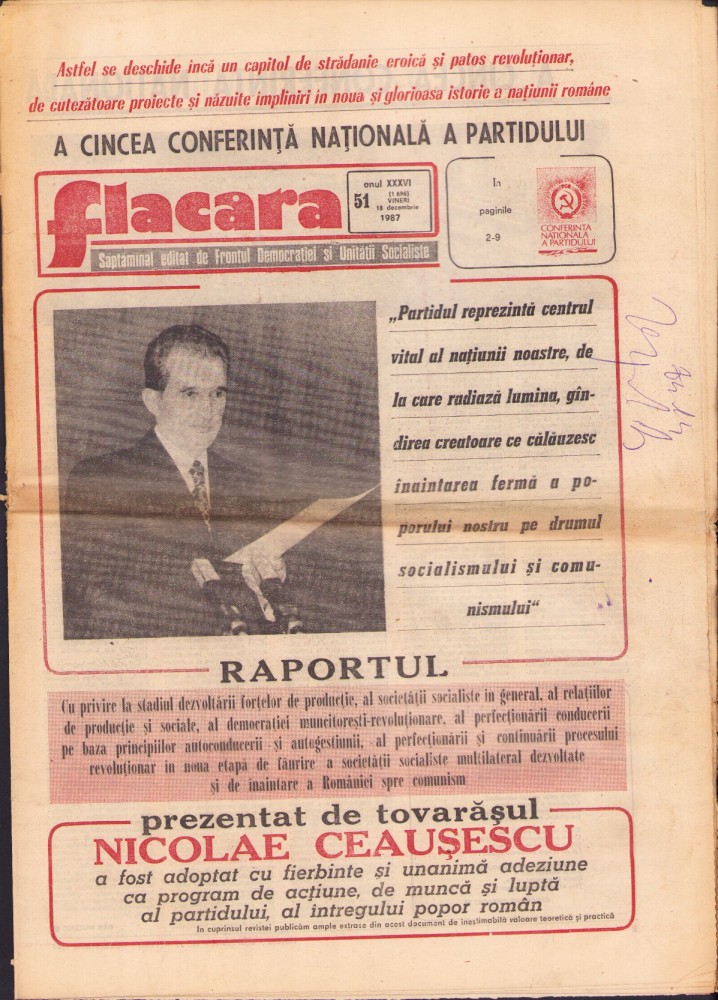 Astfel se deschide încă un capitol de strădanie eroică și patos revoluționar,
de cutezătoare proiecte și năzuite împliniri în noua și glorioasa istorie a națiunii române
A CINCEA CONFERINȚĂ NAȚIONALĂ A PARTIDULUI
flacara
51
anul XXXVI
(1 696)
VINERI
18 decembrie
1987
Saptăminal editat de Frontul Democrației si Unității Socialiste
În
paginile
2-9
PCR
CONFERINȚA
NAȚIONALĂ
A PARTIDULUI
„Partidul reprezintă centrul
vital al națiunii noastre, de
la care radiază lumina, gîn-
direa creatoare ce călăuzesc
înaintarea fermă a po-
porului nostru pe drumul
socialismului și comu-
nismului“
RAPORTUL
Cu privire la stadiul dezvoltării forțelor de producție, al societății socialiste în general, al relațiilor
de producție și sociale, al democrației muncitorești-revoluționare, al perfecționării conducerii
pe baza principiilor autoconducerii și autogestiunii, al perfecționării și continuării procesului
revoluționar în noua etapă de făurire a societății socialiste multilateral dezvoltate
și de înaintare a României spre comunism
prezentat de tovarășul
NICOLAE CEAUȘESCU
a fost adoptat cu fierbinte și unanimă adeziune
ca program de acțiune, de muncă și luptă
al partidului, al întregului popor român
În cuprinsul revistei publicăm ample extrase din acest document de inestimabilă valoare teoretică și practică